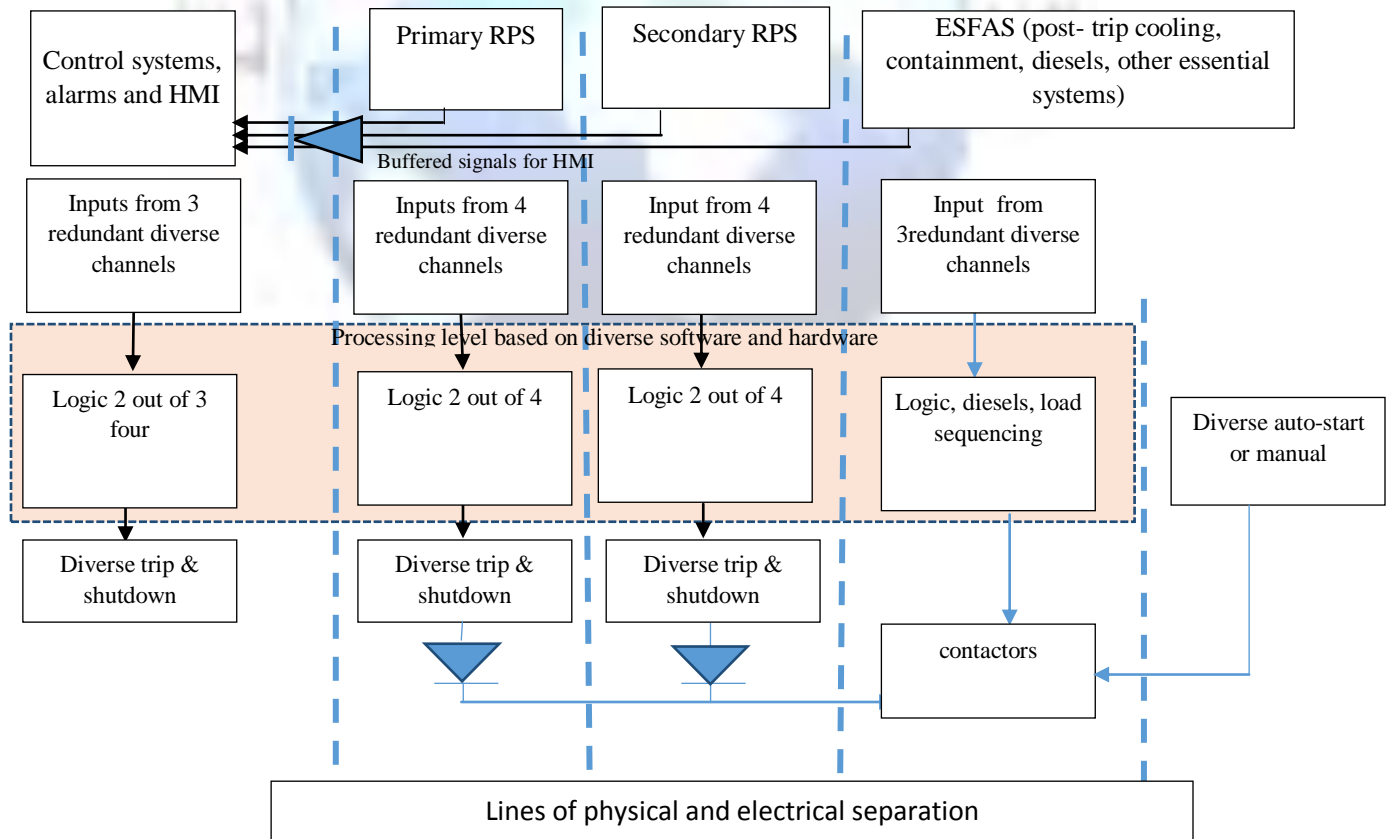 Control systems,
alarms and HMI
Primary RPS
Secondary RPS
ESFAS (post- trip cooling,
containment, diesels, other essential
systems)
Buffered signals for HMI
Inputs from 3
redundant diverse
channels
Inputs from 4
redundant diverse
channels
Input from 4
redundant diverse
channels
Input from
3redundant diverse
channels
Processing level based on diverse software and hardware
Logic 2 out of 3
four
Logic 2 out of 4
Logic 2 out of 4
Logic, diesels, load
sequencing
Diverse auto-start
or manual
Diverse trip &
shutdown
Diverse trip &
shutdown
Diverse trip &
shutdown
contactors
Lines of physical and electrical separation